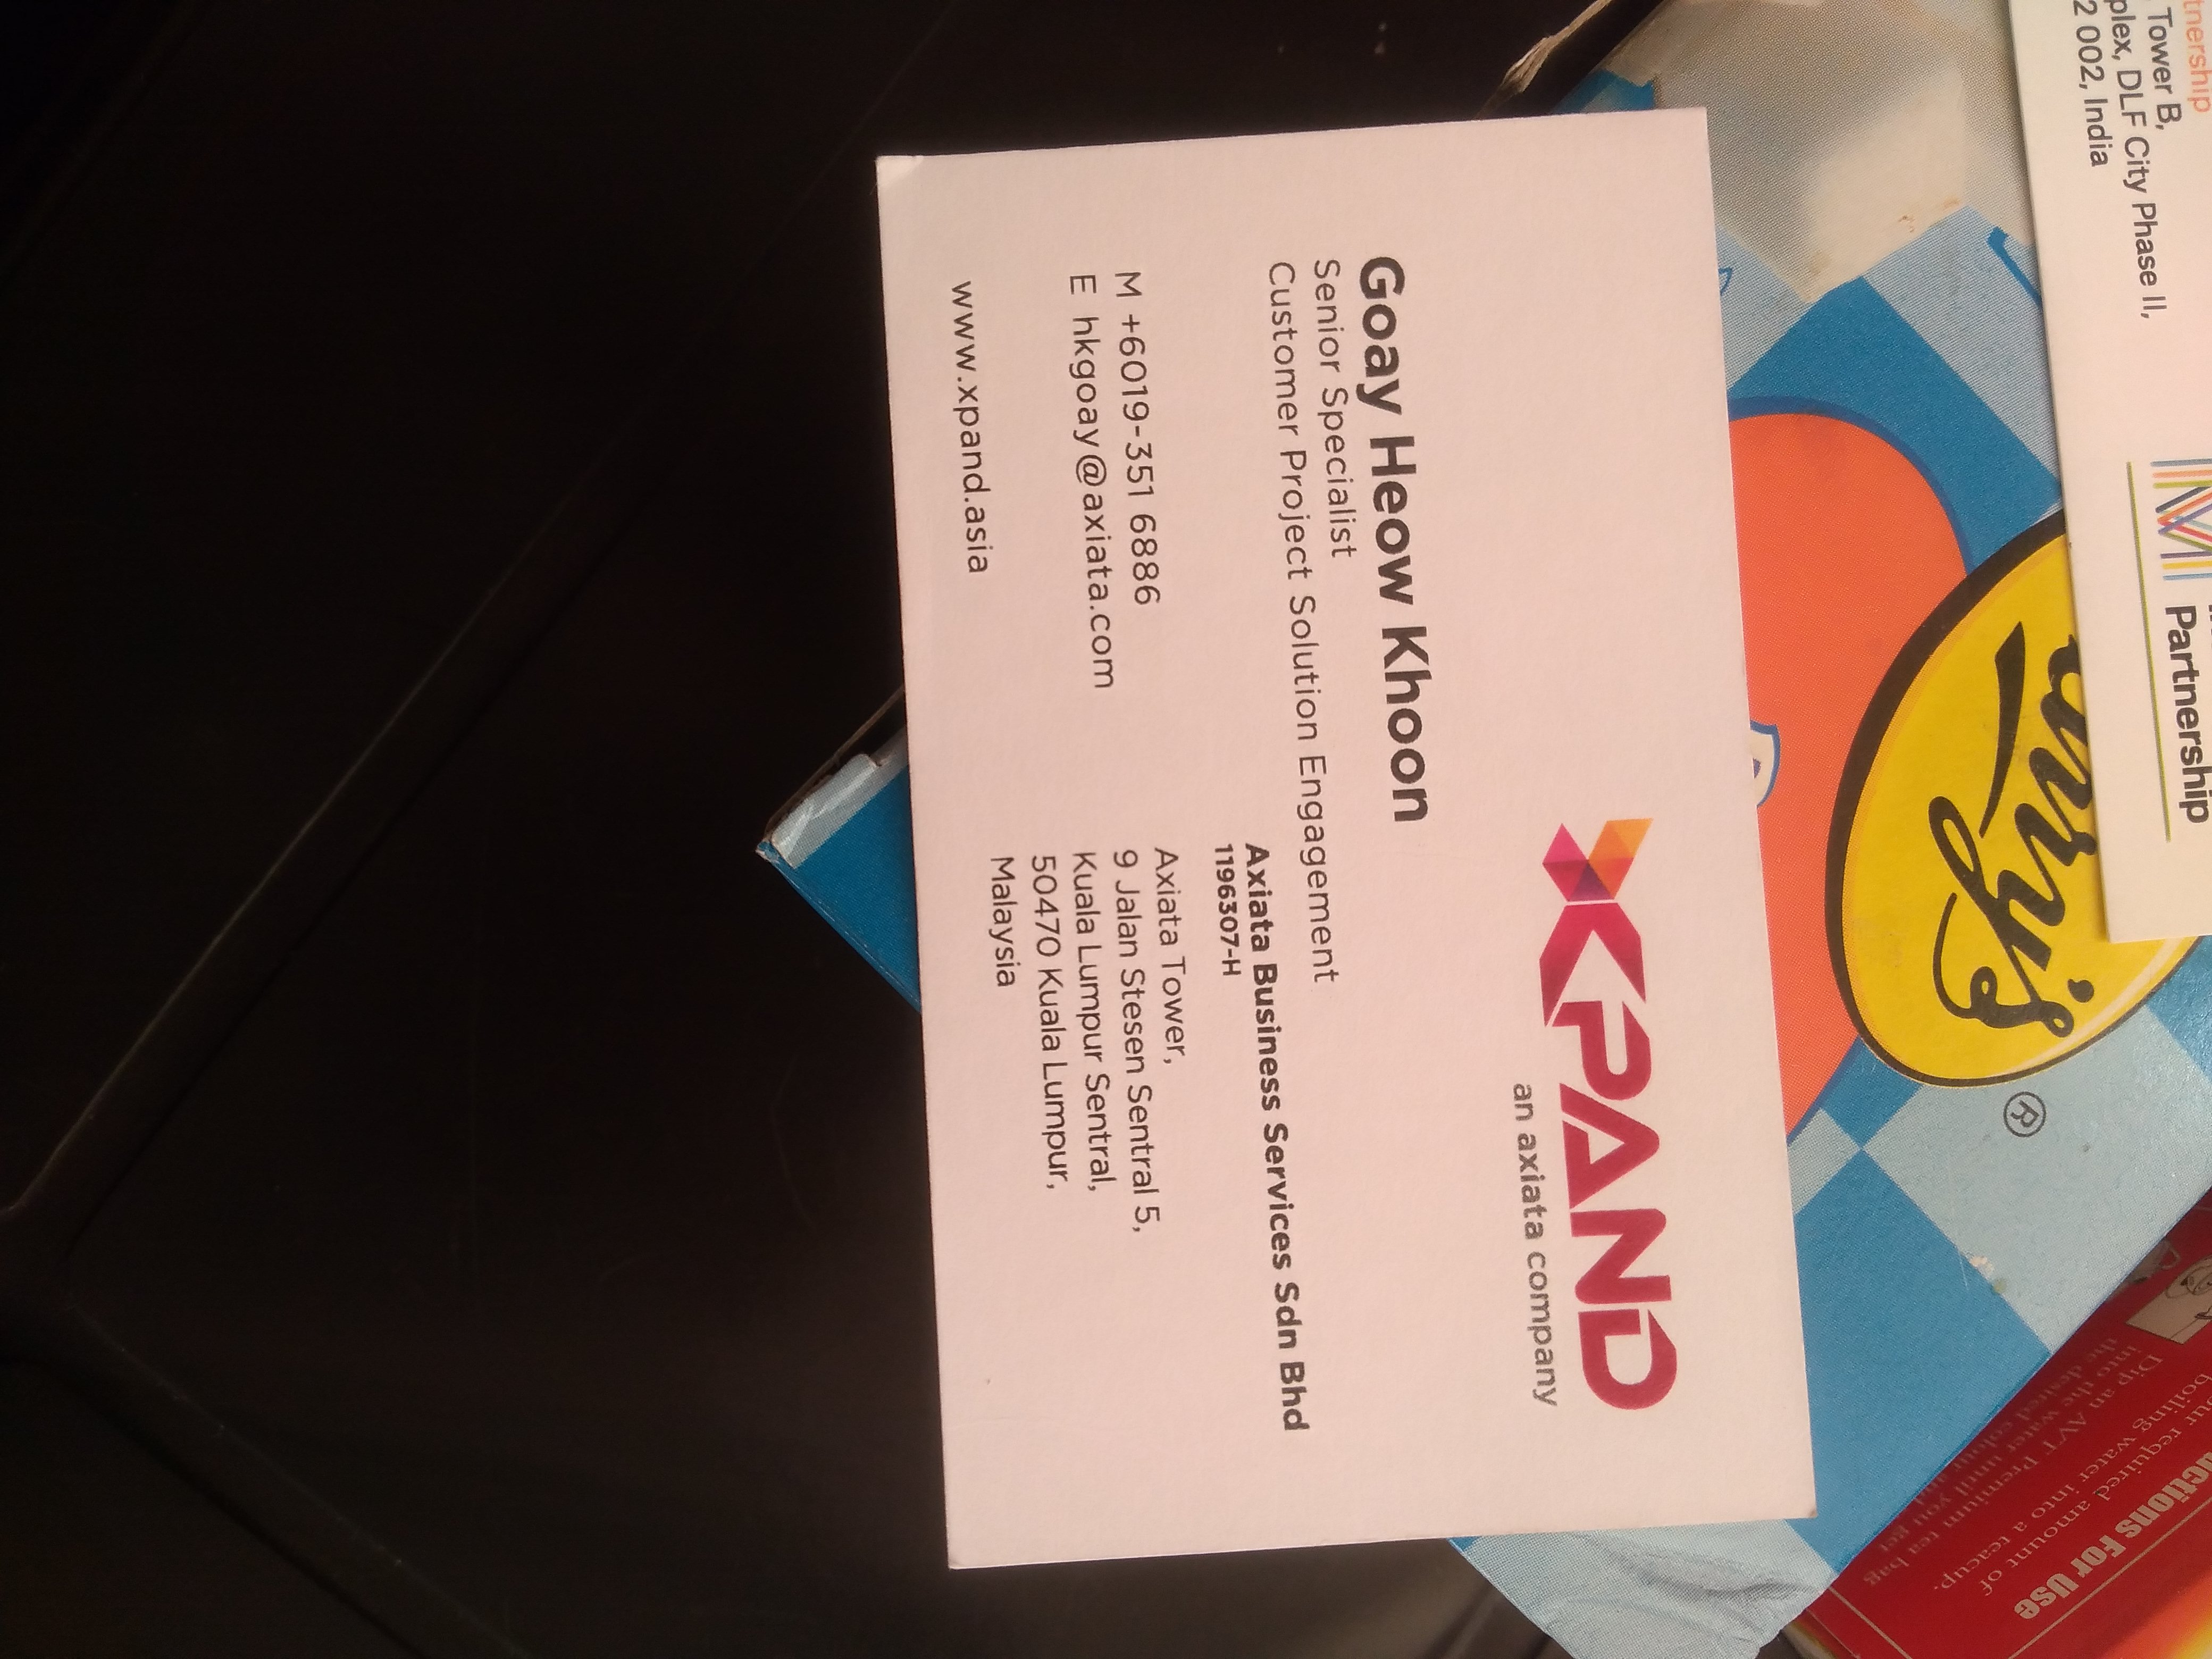 tnership
Tower B,
plex, DLF City Phase II,
2 002, India
Partnership
arry's
®
ctions For Use
our required amount of
boiling water into a teacup.
Dip an AVT Premium tea bag
into the water until you get
the desired colour and
XPAND
an axiata company
Goay Heow Khoon
Senior Specialist
Customer Project Solution Engagement
Axiata Business Services Sdn Bhd
1196307-H
M +6019-351 6886
E hkgoay@axiata.com
Axiata Tower,
9 Jalan Stesen Sentral 5,
Kuala Lumpur Sentral,
50470 Kuala Lumpur,
Malaysia
www.xpand.asia